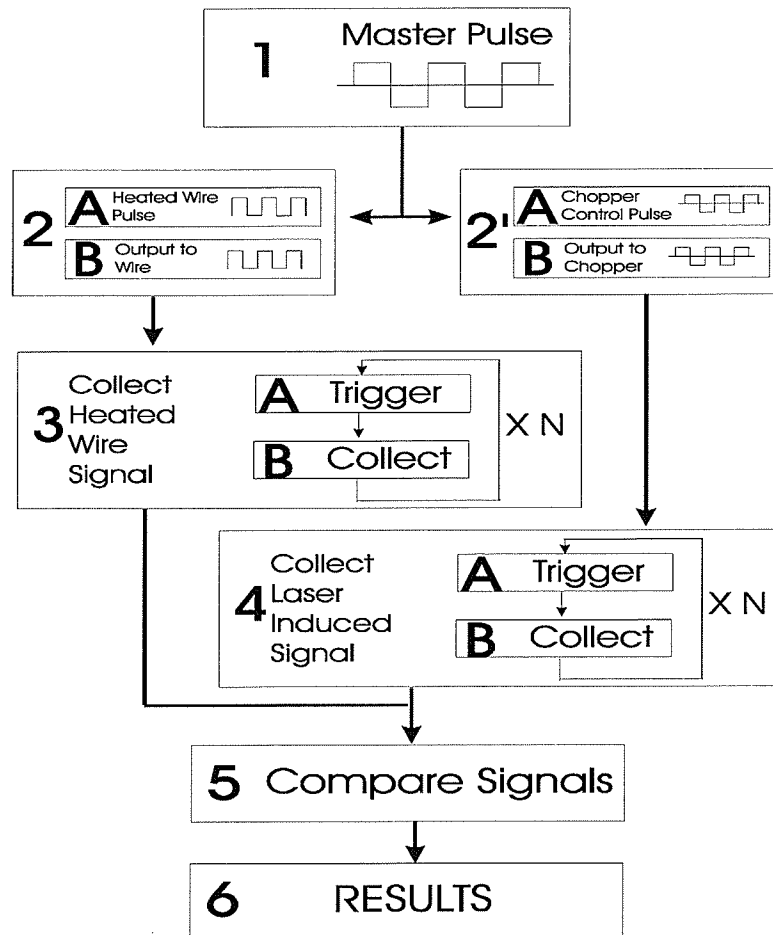 1 Master Pulse
2
A Heated Wire
Pulse
B Output to
Wire
2'
A Chopper
Control Pulse
B Output to
Chopper
3
Collect
Heated
Wire
Signal
A Trigger
B Collect
X N
4
Collect
Laser
Induced
Signal
A Trigger
B Collect
X N
5 Compare Signals
6 RESULTS